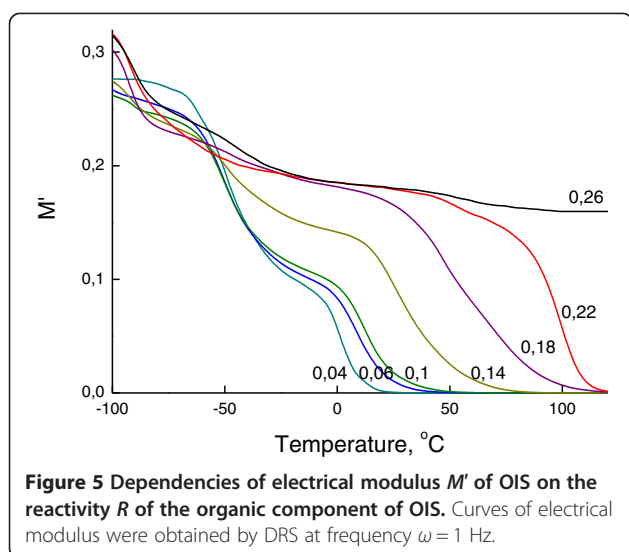 0,3
0,2
0,1
0,0
M'
0,26
0,22
0,18
0,04 0,06 0,1 0,14
-100 -50 0 50 100
Temperature, °C
Figure 5 Dependencies of electrical modulus M' of OIS on the
reactivity R of the organic component of OIS. Curves of electrical
modulus were obtained by DRS at frequency ω = 1 Hz.